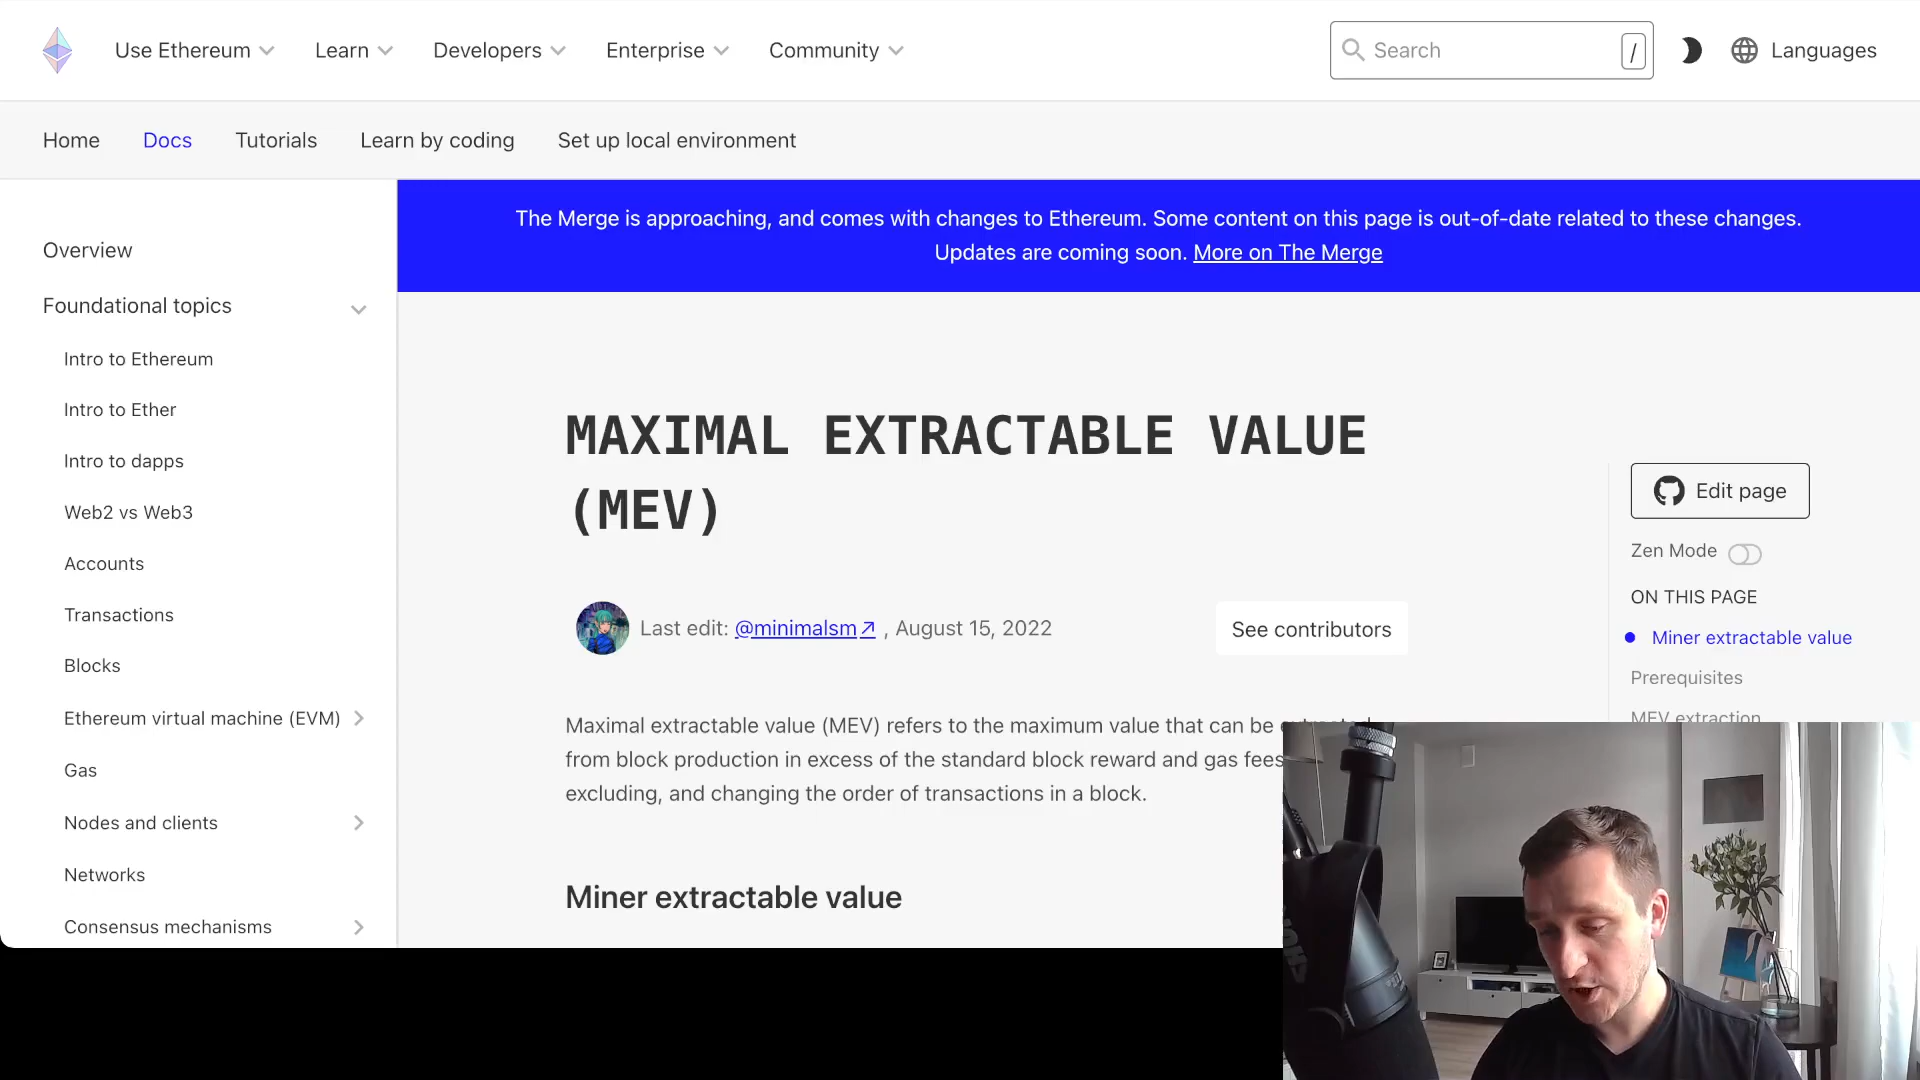 Use Ethereum
Learn
Developers
Enterprise
Community
Search
/
Languages
Home
Docs
Tutorials
Learn by coding
Set up local environment
The Merge is approaching, and comes with changes to Ethereum. Some content on this page is out-of-date related to these changes.
Updates are coming soon. More on The Merge
Overview
Foundational topics
Intro to Ethereum
Intro to Ether
Intro to dapps
Web2 vs Web3
Accounts
Transactions
Blocks
Ethereum virtual machine (EVM)
Gas
Nodes and clients
Networks
Consensus mechanisms
MAXIMAL EXTRACTABLE VALUE
(MEV)
Last edit: @minimalsm↗ , August 15, 2022
See contributors
Maximal extractable value (MEV) refers to the maximum value that can be extracted
from block production in excess of the standard block reward and gas fees
excluding, and changing the order of transactions in a block.
Miner extractable value
Edit page
Zen Mode
ON THIS PAGE
Miner extractable value
Prerequisites
MEV extraction